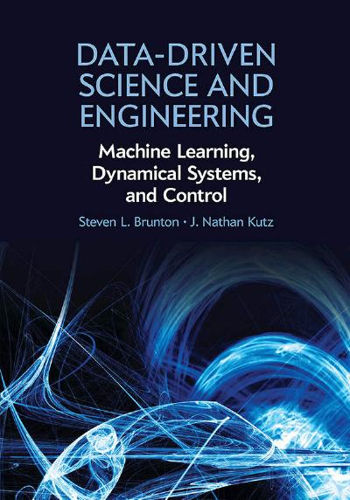 DATA-DRIVEN
SCIENCE AND
ENGINEERING
Machine Learning,
Dynamical Systems,
and Control
Steven L. Brunton • J. Nathan Kutz